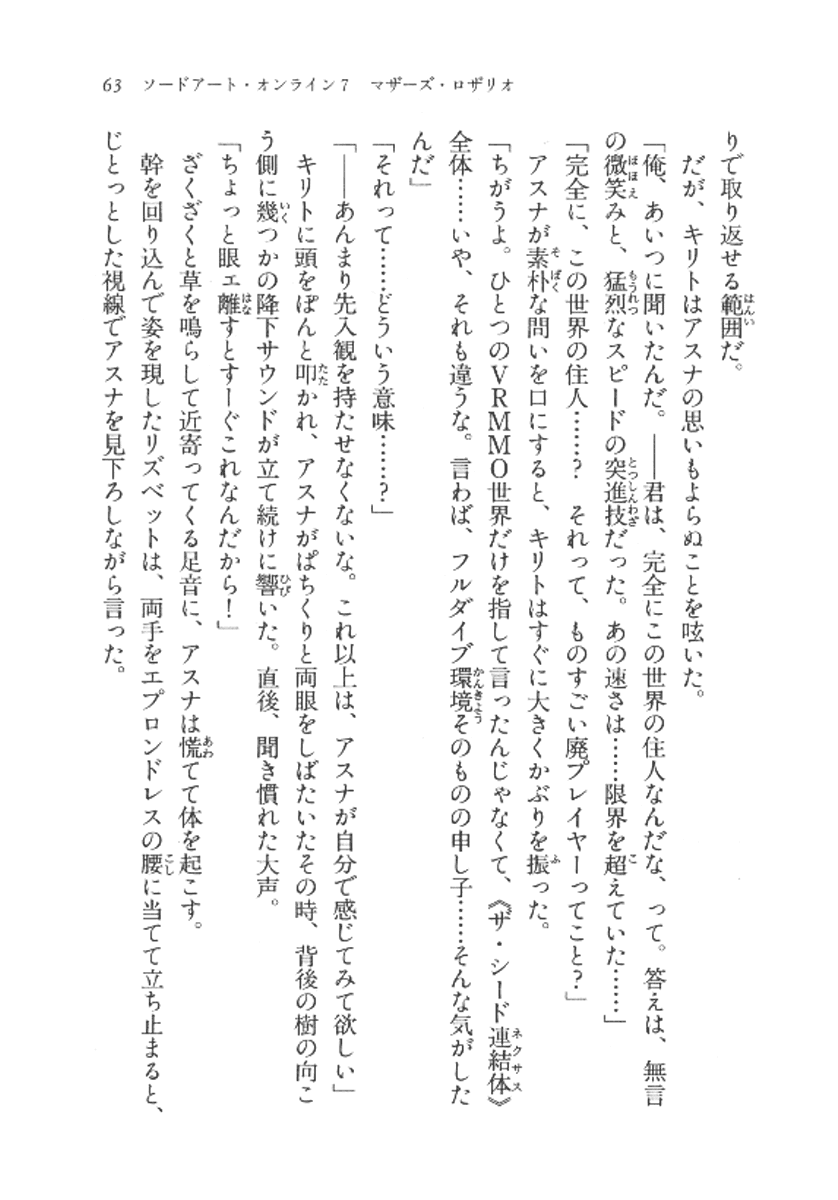 63　ソードアート・オンライン7　マザーズ・ロザリオ
りで取り返せる範囲だ。
　だが、キリトはアスナの思いもよらぬことを呟いた。
「俺、あいつに聞いたんだ。――君は、完全にこの世界の住人なんだな、って。答えは、無言
の微笑みと、猛烈なスピードの突進技だった。あの速さは……限界を超えていた……」
「完全に、この世界の住人……？　それって、ものすごい廃プレイヤーってこと？」
　アスナが素朴な問いを口にすると、キリトはすぐに大きくかぶりを振った。
「ちがうよ。ひとつのＶＲＭＭＯ世界だけを指して言ったんじゃなくて、《ザ・シード連結体》
全体……いや、それも違うな。言わば、フルダイブ環境そのものの申し子……そんな気がした
んだ」
「それって……どういう意味……？」
「――あんまり先入観を持たせなくないな。これ以上は、アスナが自分で感じてみて欲しい」
　キリトに頭をぽんと叩かれ、アスナがぱちくりと両眼をしばたいたその時、背後の樹の向こ
う側に幾つかの降下サウンドが立て続けに響いた。直後、聞き慣れた大声。
「ちょっと眼ェ離すとすーぐこれなんだから！」
　ざくざくと草を鳴らして近寄ってくる足音に、アスナは慌てて体を起こす。
　幹を回り込んで姿を現したリズベットは、両手をエプロンドレスの腰に当てて立ち止まると、
じとっとした視線でアスナを見下ろしながら言った。